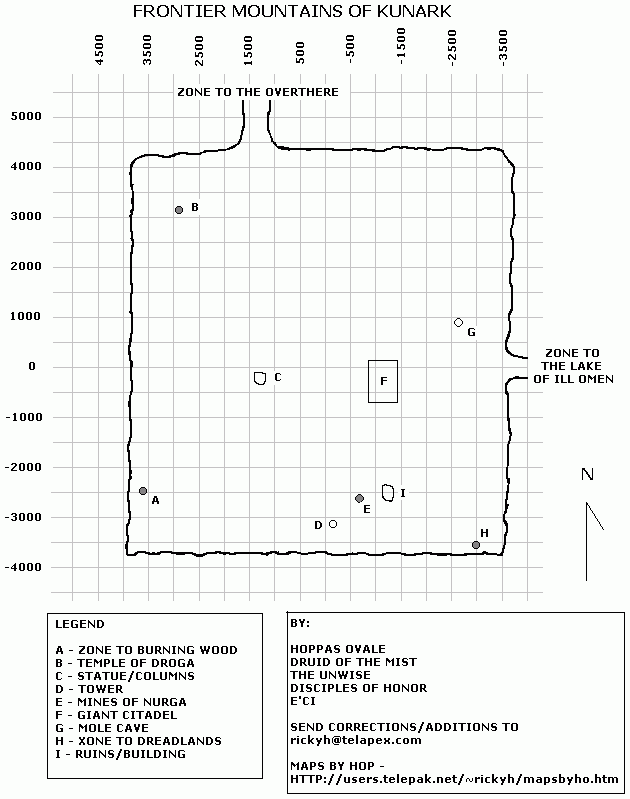 FRONTIER MOUNTAINS OF KUNARK
4500
3500
2500
1500
500
-500
-1500
-2500
-3500
ZONE TO THE OVERTHERE
5000
4000
B
3000
2000
1000
G
ZONE TO
THE LAKE
OF ILL OMEN
0
C
F
-1000
-2000
A
I
E
-3000
D
H
-4000
N
LEGEND
A - ZONE TO BURNING WOOD
B - TEMPLE OF DROGA
C - STATUE/COLUMNS
D - TOWER
E - MINES OF NURGA
F - GIANT CITADEL
G - MOLE CAVE
H - XONE TO DREADLANDS
I - RUINS/BUILDING
BY:
HOPPAS OVALE
DRUID OF THE MIST
THE UNWISE
DISCIPLES OF HONOR
E'CI
SEND CORRECTIONS/ADDITIONS TO
rickyh@telapex.com
MAPS BY HOP -
HTTP://users.telepak.net/~rickyh/mapsbyho.htm